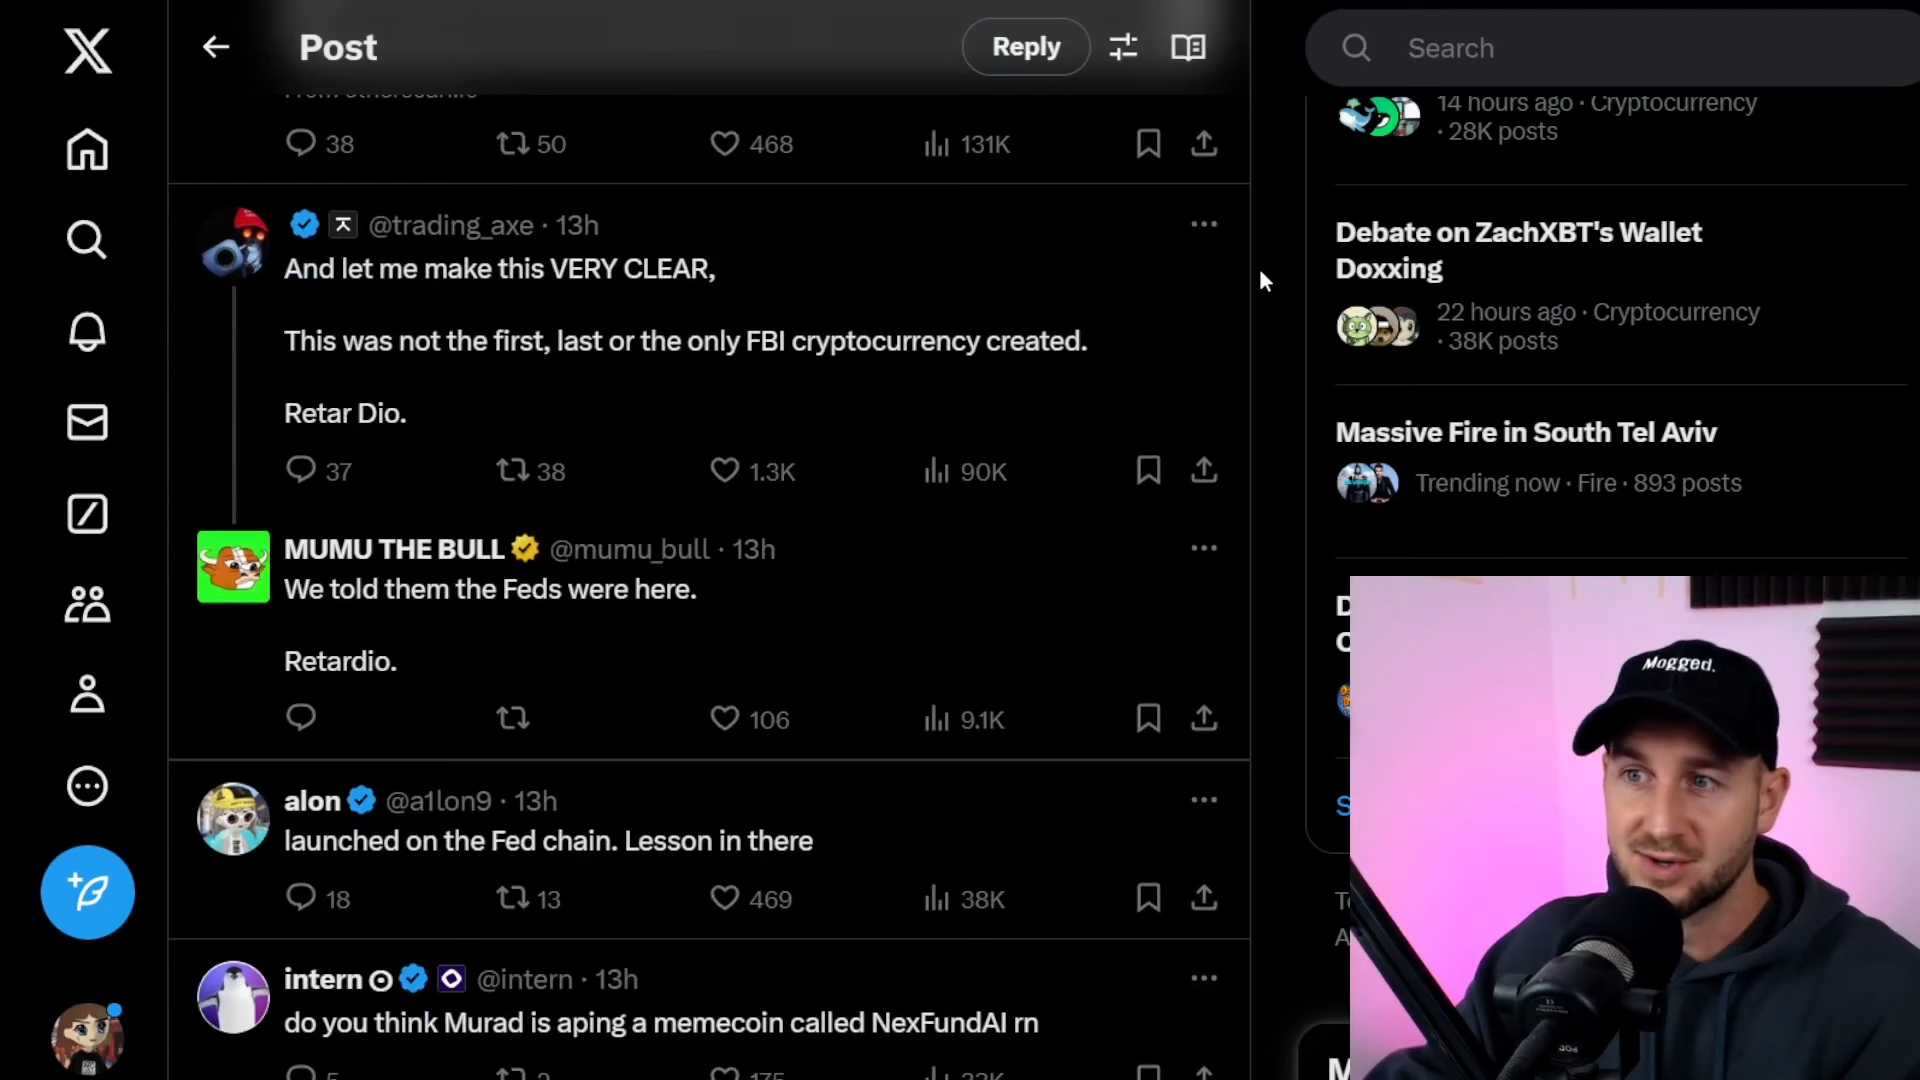 Post
Reply
Search
38
50
468
131K
@trading_axe · 13h
And let me make this VERY CLEAR,
This was not the first, last or the only FBI cryptocurrency created.
Retar Dio.
37
38
1.3K
90K
MUMU THE BULL @mumu_bull · 13h
We told them the Feds were here.
Retardio.
106
9.1K
alon @a1lon9 · 13h
launched on the Fed chain. Lesson in there
18
13
469
38K
intern @intern · 13h
do you think Murad is aping a memecoin called NexFundAI rn
14 hours ago · Cryptocurrency
· 28K posts
Debate on ZachXBT's Wallet
Doxxing
22 hours ago · Cryptocurrency
· 38K posts
Massive Fire in South Tel Aviv
Trending now · Fire · 893 posts
Mogged.